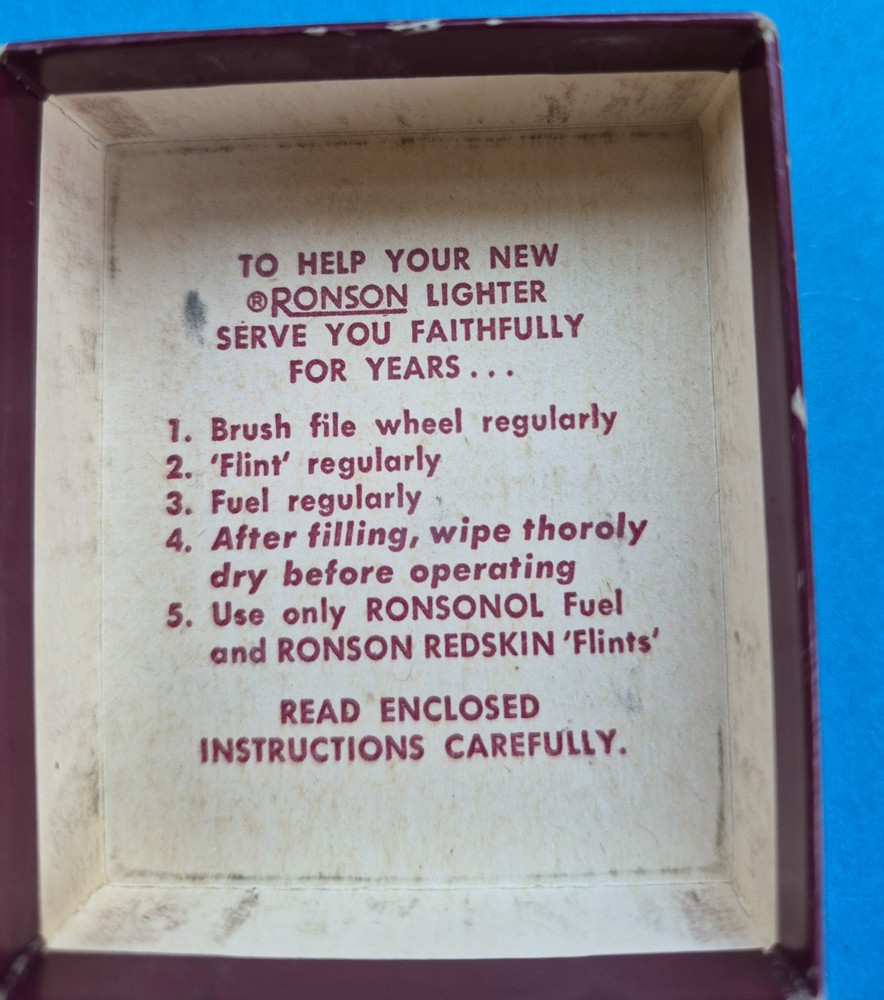 TO HELP YOUR NEW
®RONSON LIGHTER
SERVE YOU FAITHFULLY
FOR YEARS...
1. Brush file wheel regularly
2. 'Flint' regularly
3. Fuel regularly
4. After filling, wipe thoroly
dry before operating
5. Use only RONSONOL Fuel
and RONSON REDSKIN 'Flints'
READ ENCLOSED
INSTRUCTIONS CAREFULLY.